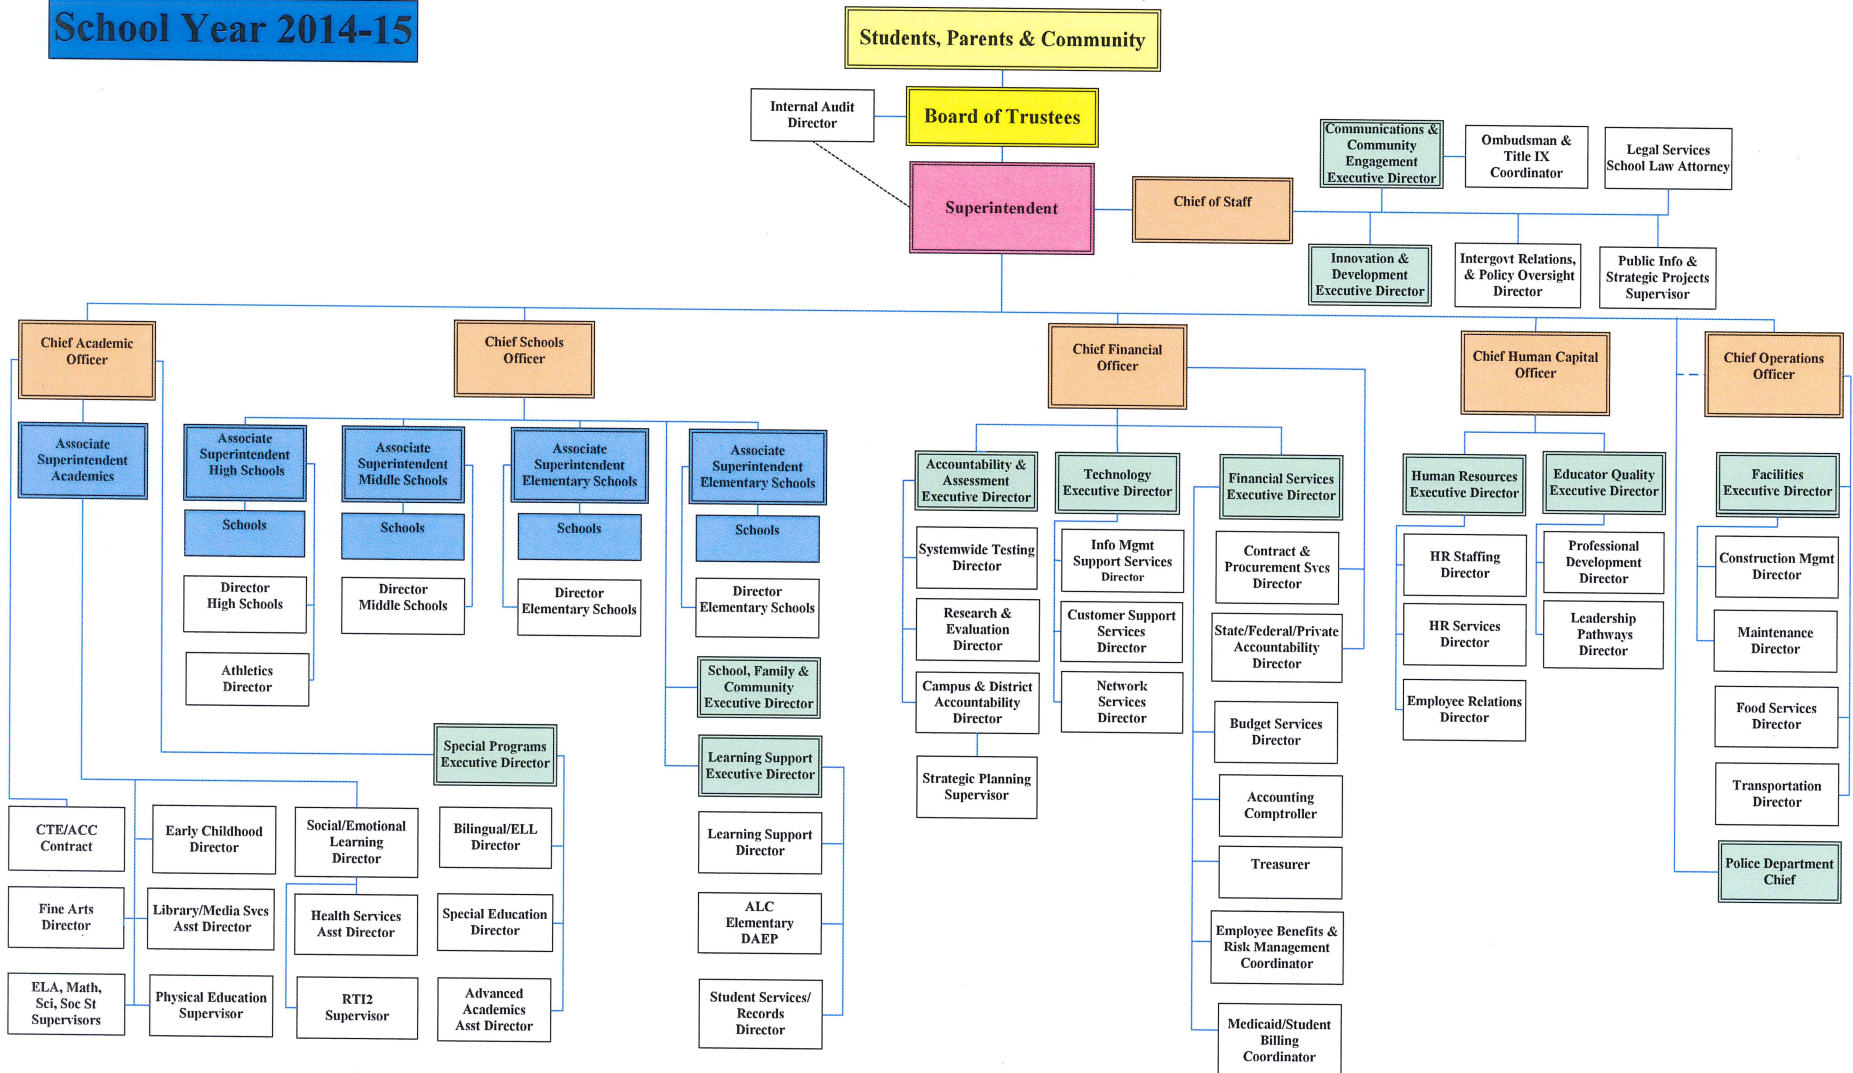 School Year 2014-15
Students, Parents & Community
Internal Audit
Director
Board of Trustees
Superintendent
Chief of Staff
Communications &
Community
Engagement
Executive Director
Ombudsman &
Title IX
Coordinator
Legal Services
School Law Attorney
Innovation &
Development
Executive Director
Intergovt Relations,
& Policy Oversight
Director
Public Info &
Strategic Projects
Supervisor
Chief Academic
Officer
Chief Schools
Officer
Chief Financial
Officer
Chief Human Capital
Officer
Chief Operations
Officer
Associate
Superintendent
Academics
Associate
Superintendent
High Schools
Associate
Superintendent
Middle Schools
Associate
Superintendent
Elementary Schools
Associate
Superintendent
Elementary Schools
Schools
Schools
Schools
Schools
Director
High Schools
Director
Middle Schools
Director
Elementary Schools
Director
Elementary Schools
Athletics
Director
School, Family &
Community
Executive Director
Special Programs
Executive Director
Learning Support
Executive Director
CTE/ACC
Contract
Early Childhood
Director
Social/Emotional
Learning
Director
Bilingual/ELL
Director
Learning Support
Director
Fine Arts
Director
Library/Media Svcs
Asst Director
Health Services
Asst Director
Special Education
Director
ALC
Elementary
DAEP
ELA, Math,
Sci, Soc St
Supervisors
Physical Education
Supervisor
RTI2
Supervisor
Advanced
Academics
Asst Director
Student Services/
Records
Director
Accountability &
Assessment
Executive Director
Technology
Executive Director
Financial Services
Executive Director
Systemwide Testing
Director
Info Mgmt
Support Services
Director
Contract &
Procurement Svcs
Director
Research &
Evaluation
Director
Customer Support
Services
Director
State/Federal/Private
Accountability
Director
Campus & District
Accountability
Director
Network
Services
Director
Budget Services
Director
Strategic Planning
Supervisor
Accounting
Comptroller
Treasurer
Employee Benefits &
Risk Management
Coordinator
Medicaid/Student
Billing
Coordinator
Human Resources
Executive Director
Educator Quality
Executive Director
HR Staffing
Director
Professional
Development
Director
HR Services
Director
Leadership
Pathways
Director
Employee Relations
Director
Facilities
Executive Director
Construction Mgmt
Director
Maintenance
Director
Food Services
Director
Transportation
Director
Police Department
Chief